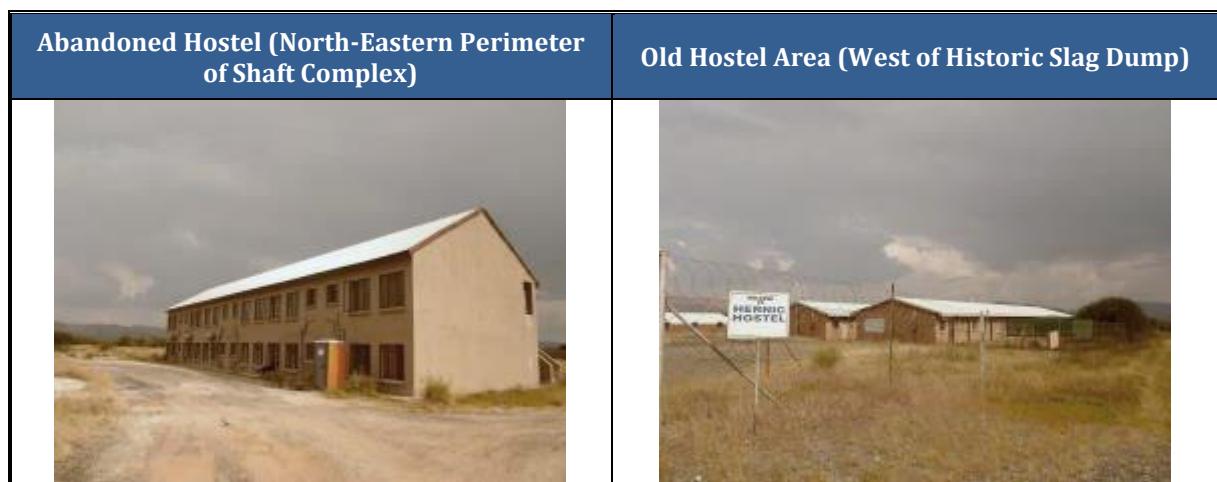 Abandoned Hostel (North-Eastern Perimeter
of Shaft Complex)
Old Hostel Area (West of Historic Slag Dump)
HERNIC
HOSTEL